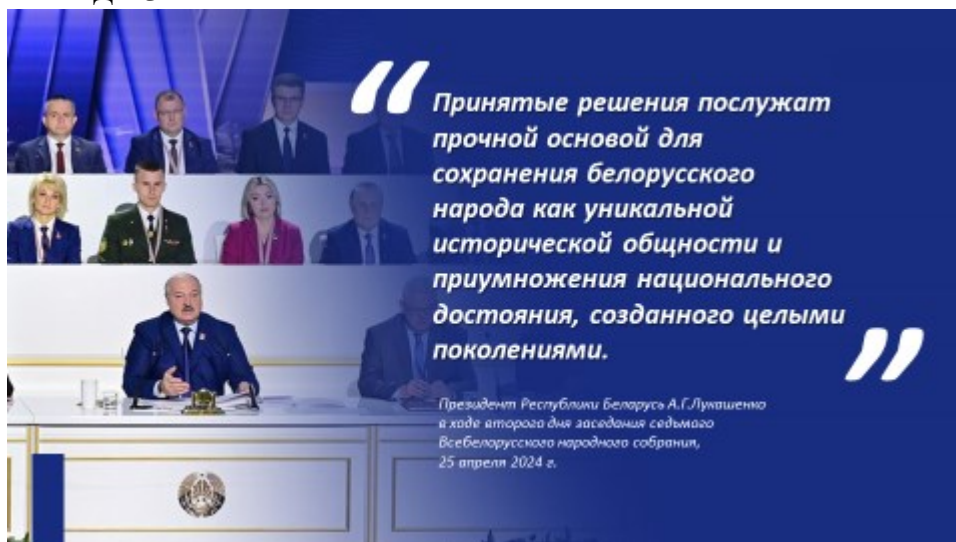 “
Принятые решения послужат
прочной основой для
сохранения белорусского
народа как уникальной
исторической общности и
приумножения национального
достояния, созданного целыми
поколениями.
”
Президент Республики Беларусь А.Г.Лукашенко
в ходе второго дня заседания седьмого
Всебелорусского народного собрания,
25 апреля 2024 г.